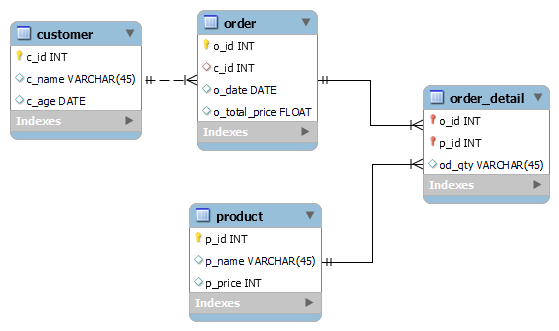 customer
c_id INT
c_name VARCHAR(45)
c_age DATE
Indexes
order
o_id INT
c_id INT
o_date DATE
o_total_price FLOAT
Indexes
order_detail
o_id INT
p_id INT
od_qty VARCHAR(45)
Indexes
product
p_id INT
p_name VARCHAR(45)
p_price INT
Indexes